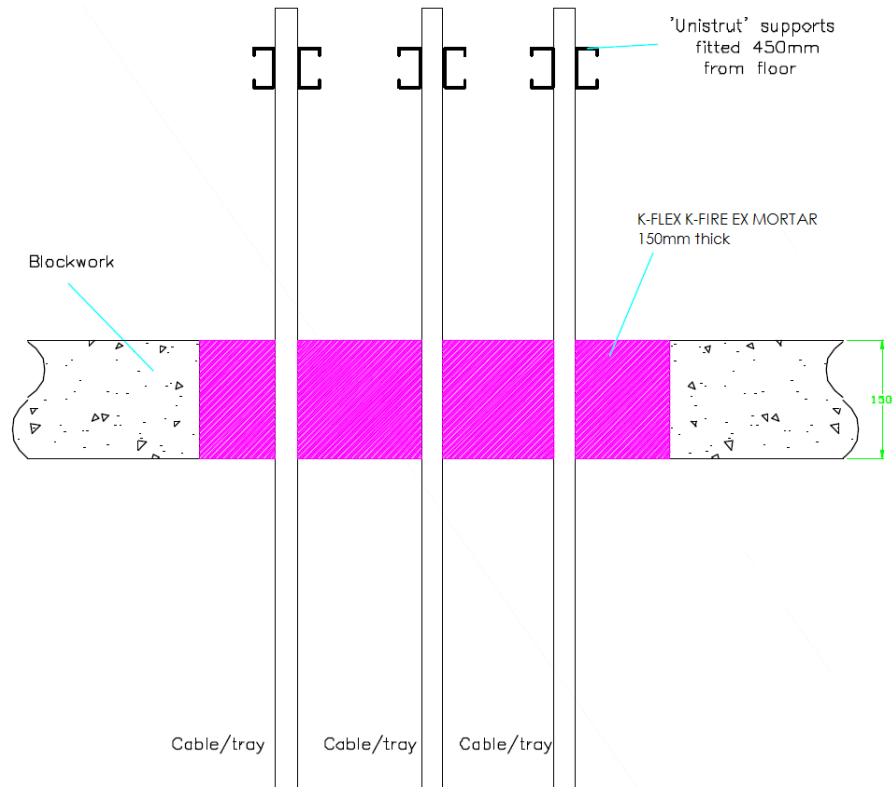 'Unistrut' supports
fitted 450mm
from floor
K-FLEX K-FIRE EX MORTAR
150mm thick
Blockwork
150
Cable/tray
Cable/tray
Cable/tray